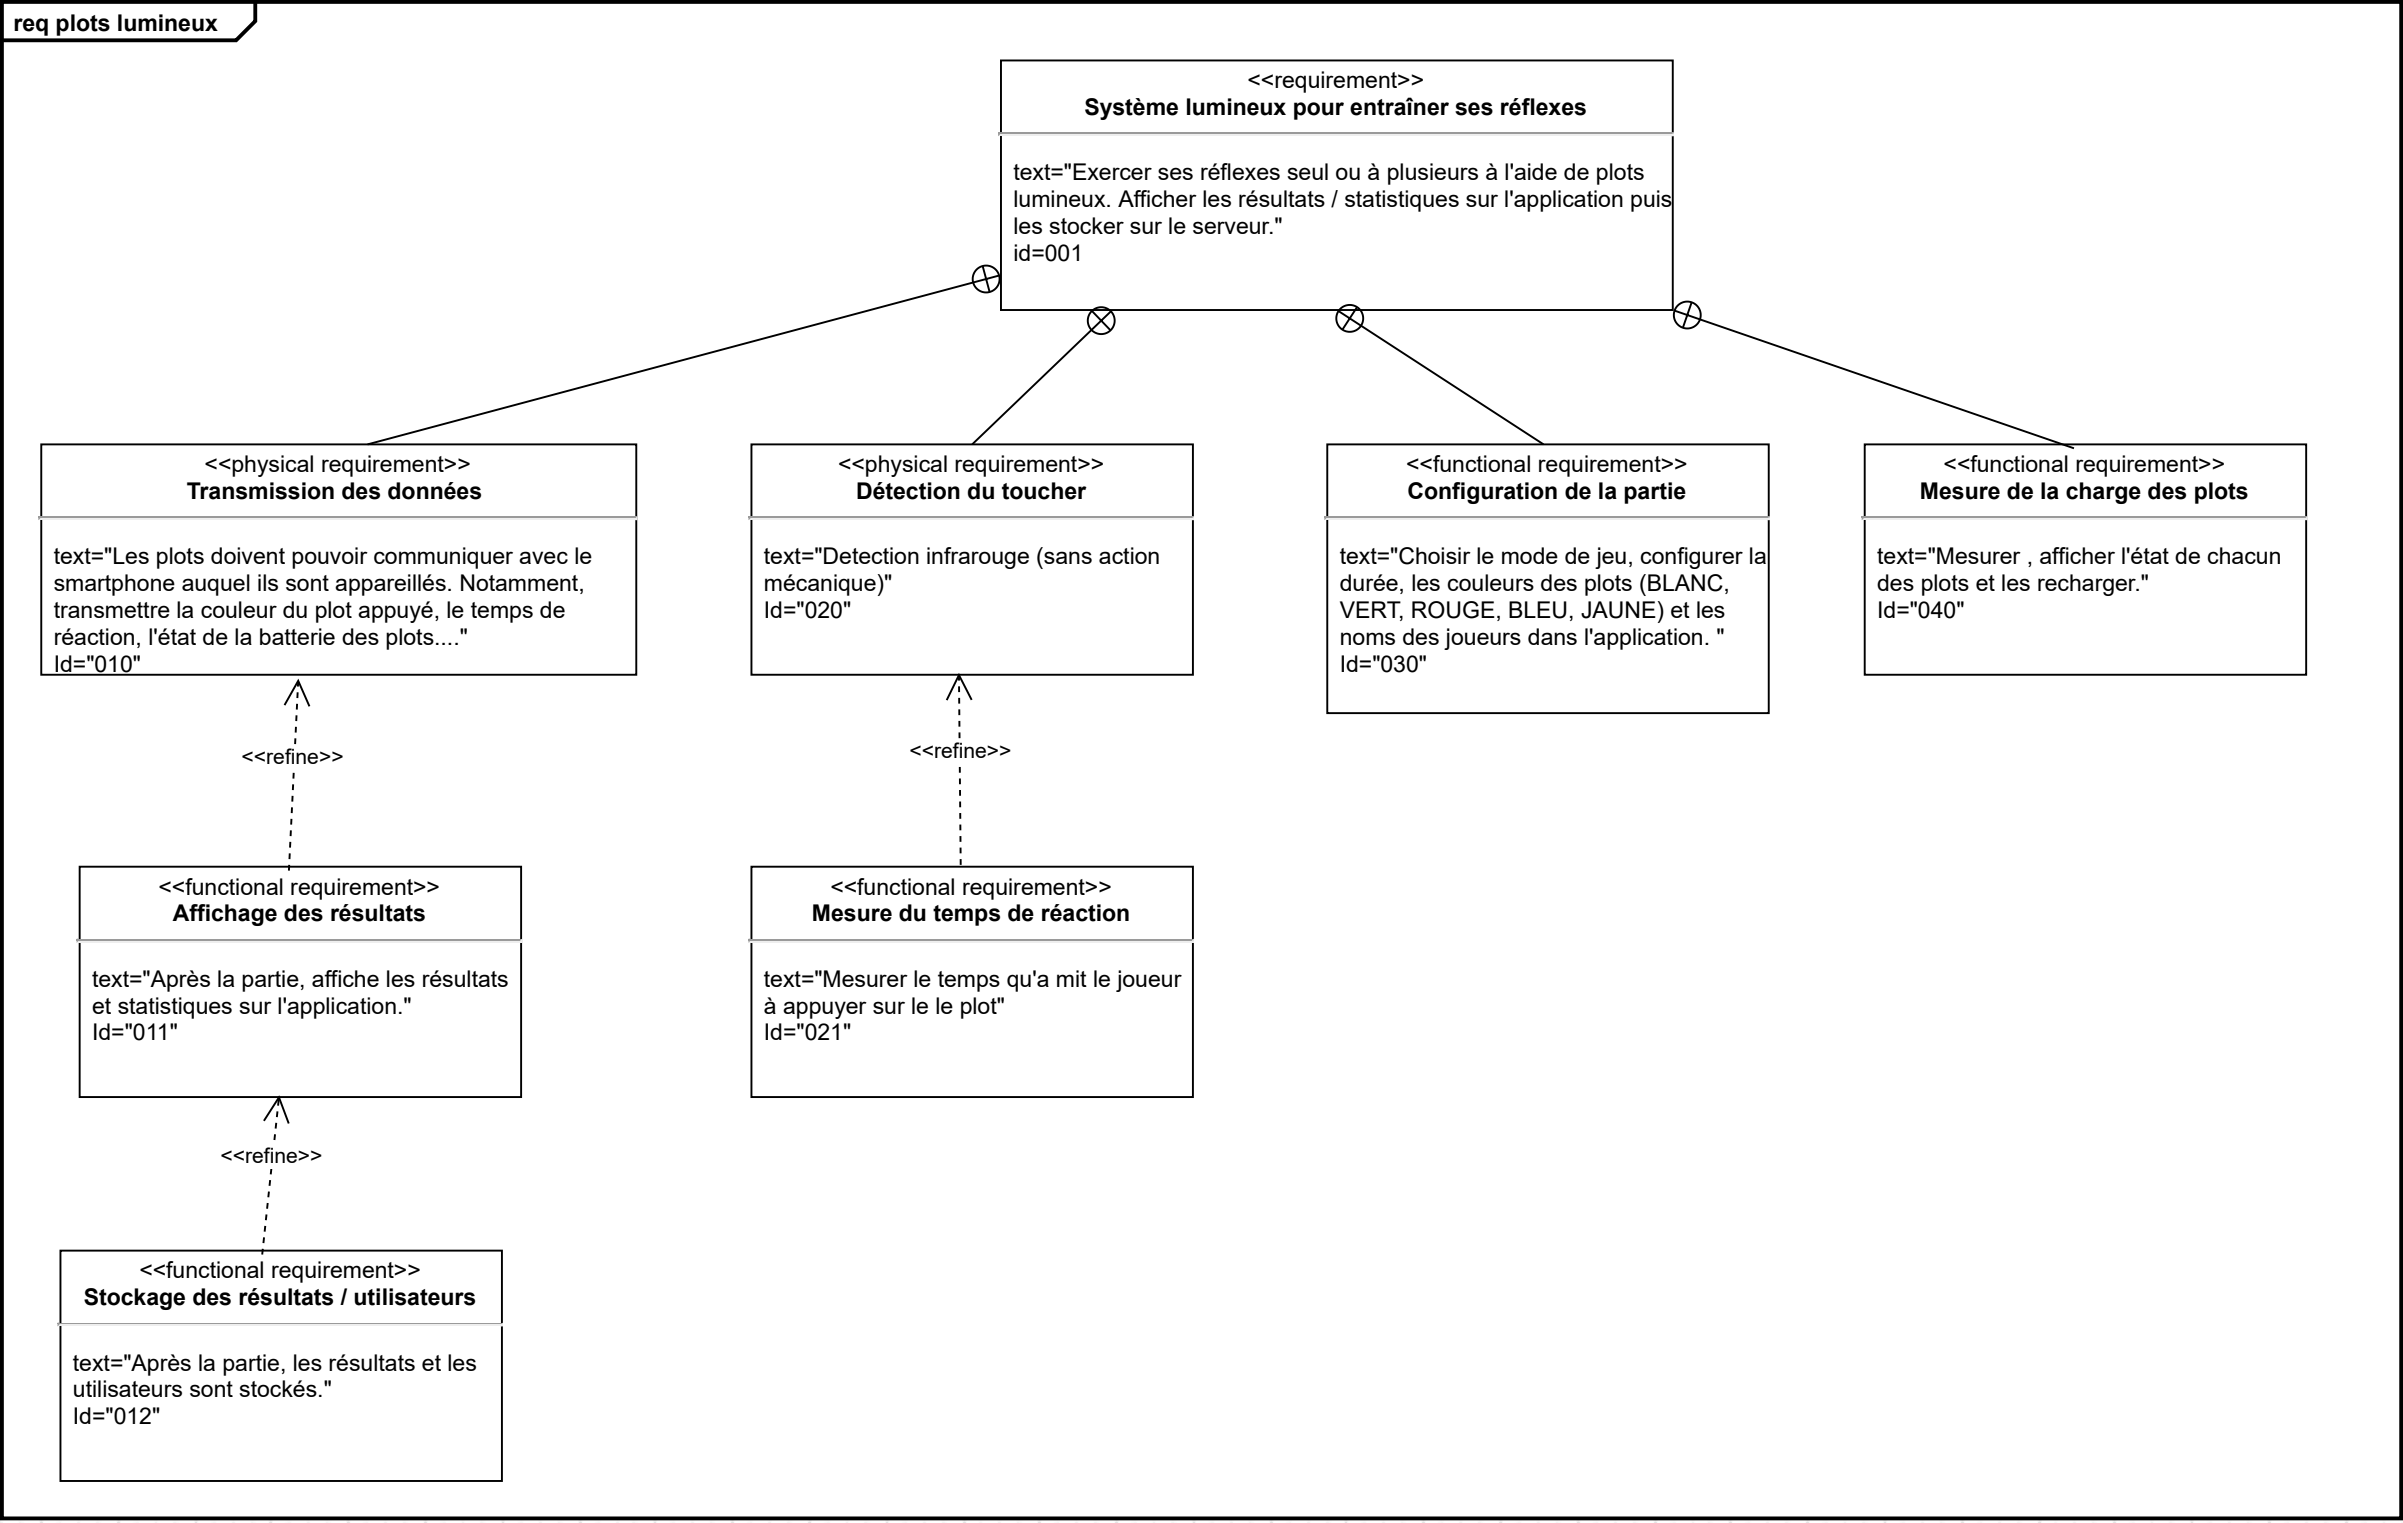 req plots lumineux
<<requirement>>
Système lumineux pour entraîner ses réflexes
text="Exercer ses réflexes seul ou à plusieurs à l'aide de plots
lumineux. Afficher les résultats / statistiques sur l'application puis
les stocker sur le serveur."
id=001
<<physical requirement>>
Transmission des données
text="Les plots doivent pouvoir communiquer avec le
smartphone auquel ils sont appareillés. Notamment,
transmettre la couleur du plot appuyé, le temps de
réaction, l'état de la batterie des plots...."
Id="010"
<<physical requirement>>
Détection du toucher
text="Detection infrarouge (sans action
mécanique)"
Id="020"
<<functional requirement>>
Configuration de la partie
text="Choisir le mode de jeu, configurer la
durée, les couleurs des plots (BLANC,
VERT, ROUGE, BLEU, JAUNE) et les
noms des joueurs dans l'application. "
Id="030"
<<functional requirement>>
Mesure de la charge des plots
text="Mesurer , afficher l'état de chacun
des plots et les recharger."
Id="040"
<<refine>>
<<refine>>
<<functional requirement>>
Affichage des résultats
text="Après la partie, affiche les résultats
et statistiques sur l'application."
Id="011"
<<functional requirement>>
Mesure du temps de réaction
text="Mesurer le temps qu'a mit le joueur
à appuyer sur le le plot"
Id="021"
<<refine>>
<<functional requirement>>
Stockage des résultats / utilisateurs
text="Après la partie, les résultats et les
utilisateurs sont stockés."
Id="012"